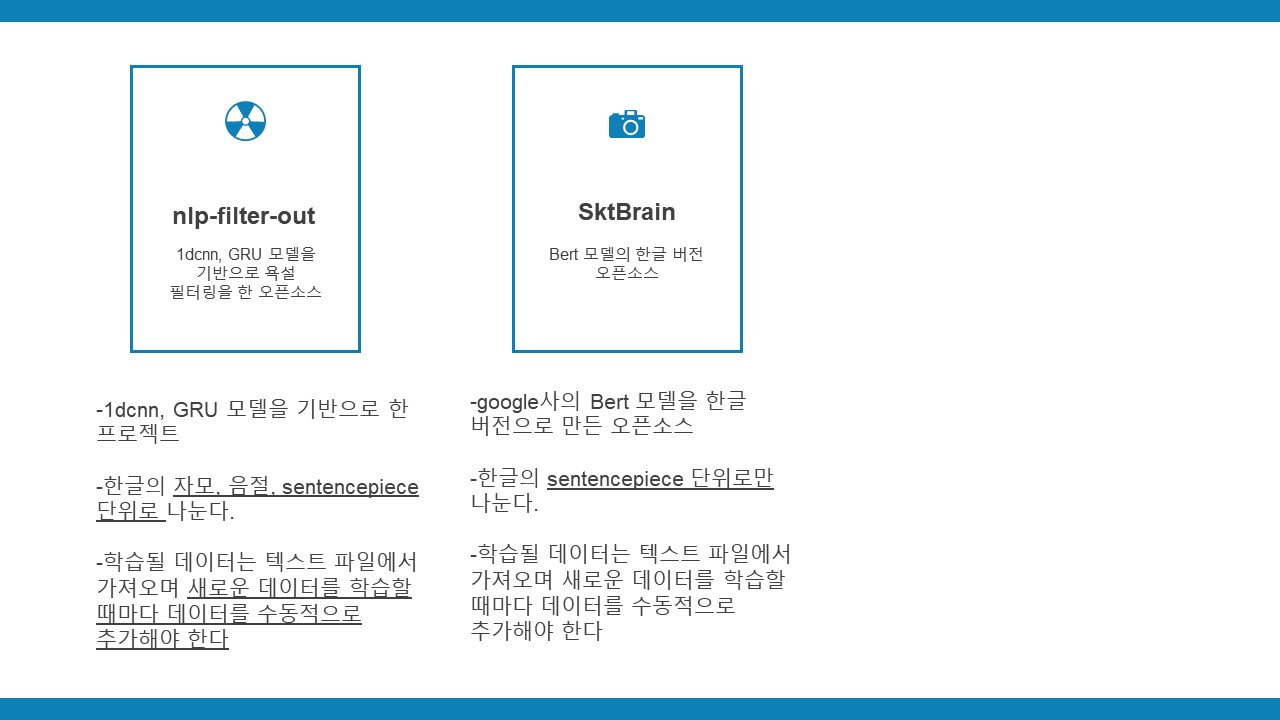 nlp-filter-out
1dcnn, GRU 모델을
기반으로 욕설
필터링을 한 오픈소스
-1dcnn, GRU 모델을 기반으로 한
프로젝트
-한글의 자모, 음절, sentencepiece
단위로 나눈다.
-학습될 데이터는 텍스트 파일에서
가져오며 새로운 데이터를 학습할
때마다 데이터를 수동적으로
추가해야 한다
SktBrain
Bert 모델의 한글 버전
오픈소스
-google사의 Bert 모델을 한글
버전으로 만든 오픈소스
-한글의 sentencepiece 단위로만
나눈다.
-학습될 데이터는 텍스트 파일에서
가져오며 새로운 데이터를 학습할
때마다 데이터를 수동적으로
추가해야 한다